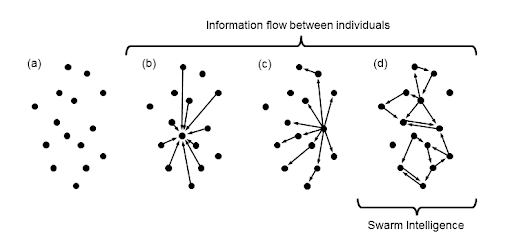 Information flow between individuals
(a)
(b)
(c)
(d)
Swarm Intelligence